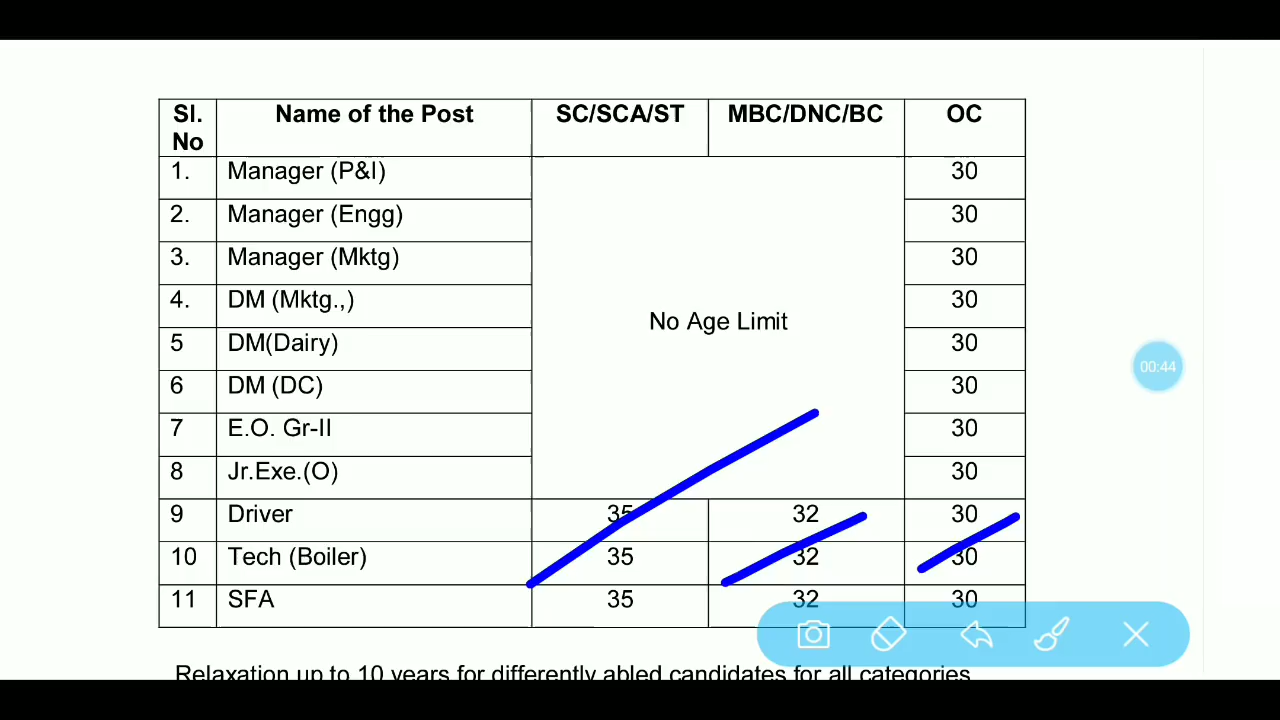 Sl. No Name of the Post SC/SCA/ST MBC/DNC/BC OC
1. Manager (P&I) 30
2. Manager (Engg) 30
3. Manager (Mktg) 30
4. DM (Mktg.,) 30
No Age Limit
5 DM(Dairy) 30
6 DM (DC) 30
7 E.O. Gr-II 30
8 Jr.Exe.(O) 30
9 Driver 35 32 30
10 Tech (Boiler) 35 32 30
11 SFA 35 32 30
Relaxation up to 10 years for differently abled candidates for all categories
00:44